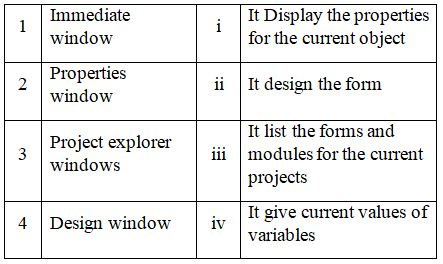 1 Immediate window i It Display the properties for the current object
2 Properties window ii It design the form
3 Project explorer windows iii It list the forms and modules for the current projects
4 Design window iv It give current values of variables